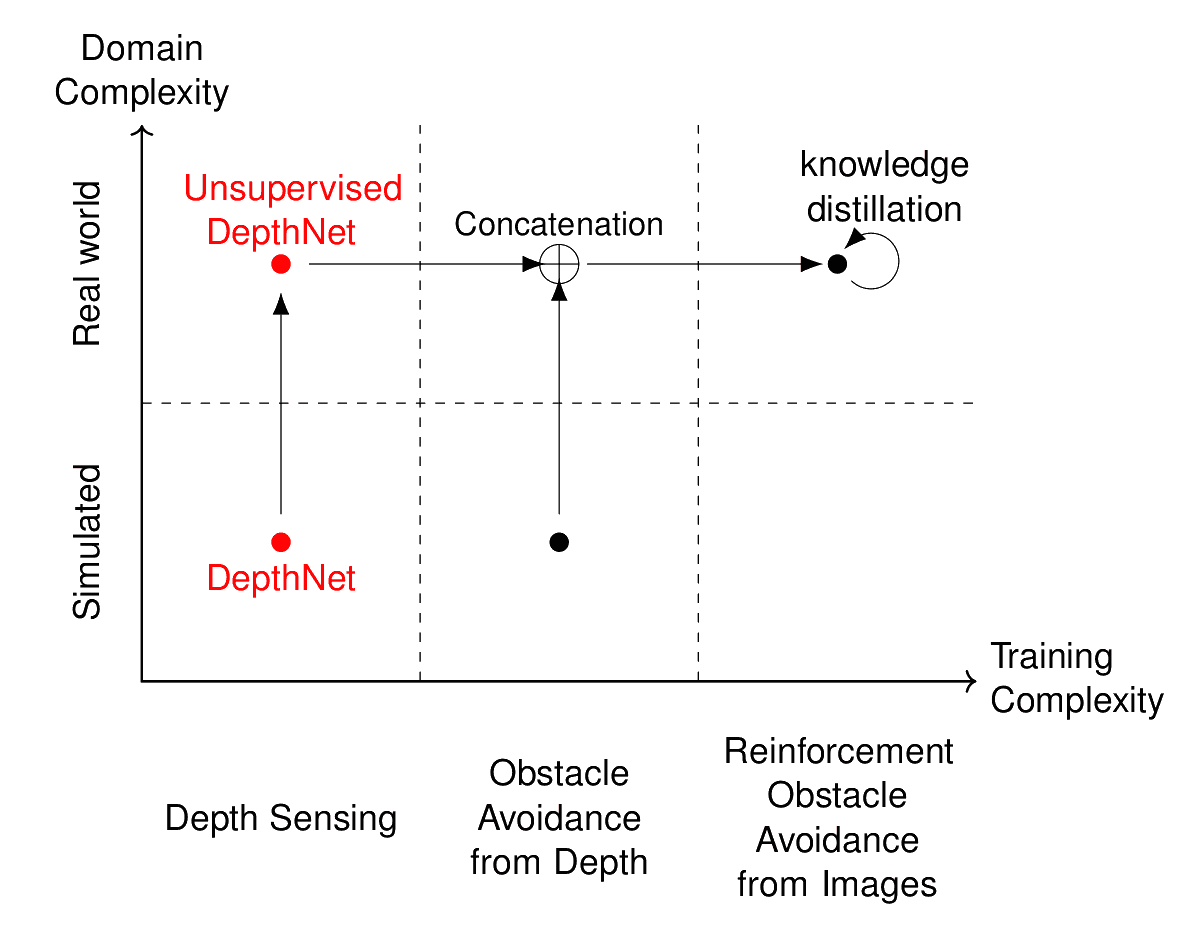 Domain
Complexity
Real world
Simulated
Unsupervised
DepthNet
Concatenation
knowledge
distillation
DepthNet
Training
Complexity
Depth Sensing
Obstacle
Avoidance
from Depth
Reinforcement
Obstacle
Avoidance
from Images